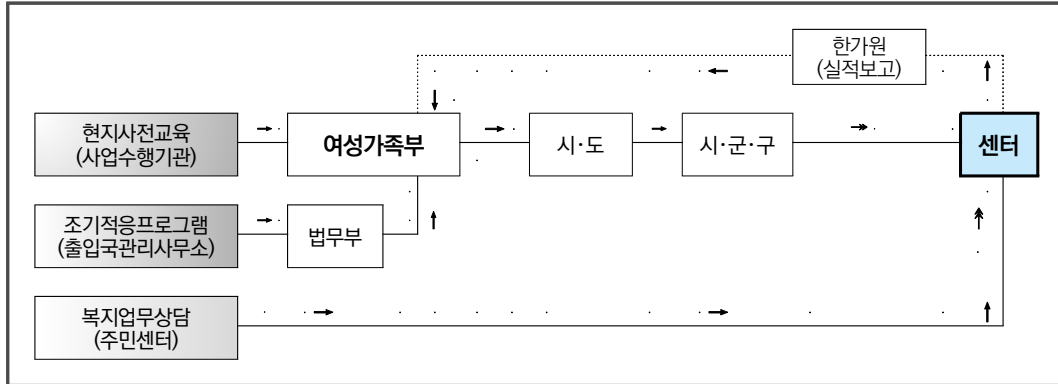 한가원
(실적보고)
현지사전교육
(사업수행기관)
여성가족부
시·도
시·군·구
센터
조기적응프로그램
(출입국관리사무소)
법무부
복지업무상담
(주민센터)